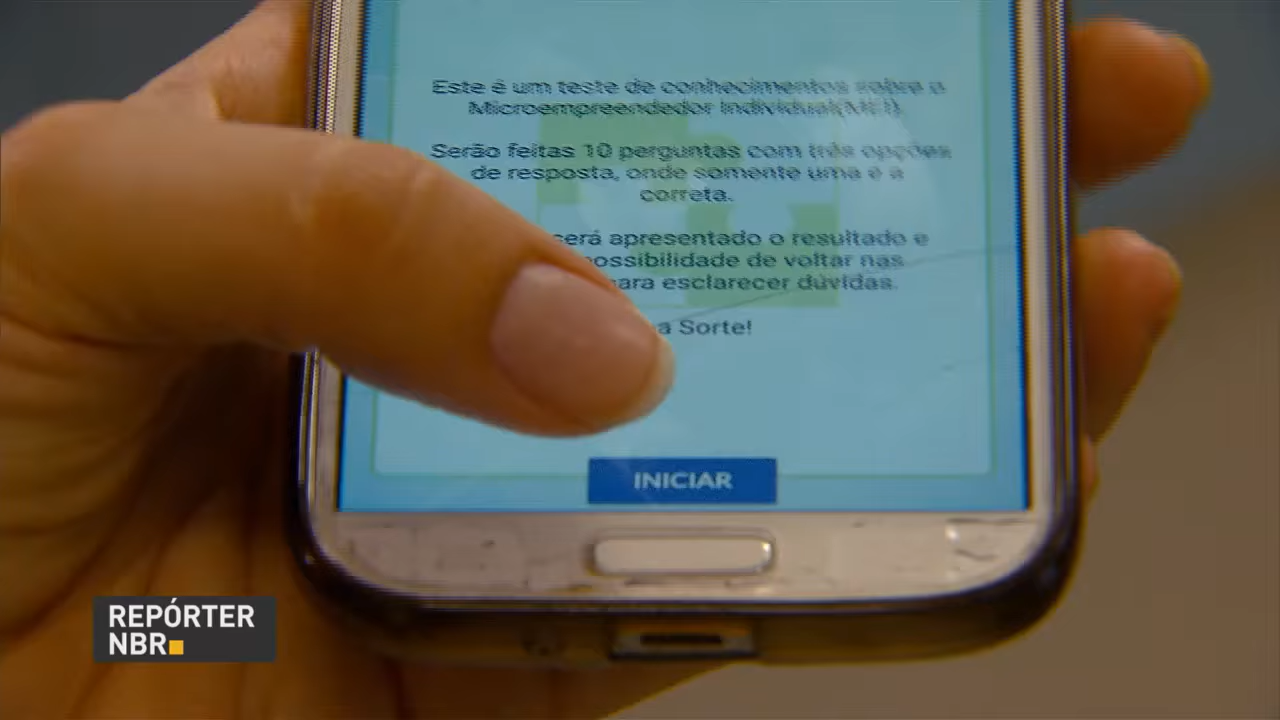 Este é um teste de conhecimentos sobre o
Microempreendedor Individual(MEI).
Serão feitas 10 perguntas com três opções
de resposta, onde somente uma é a
correta.
será apresentado o resultado e
possibilidade de voltar nas
para esclarecer dúvidas.
a Sorte!
INICIAR
REPÓRTER
NBR